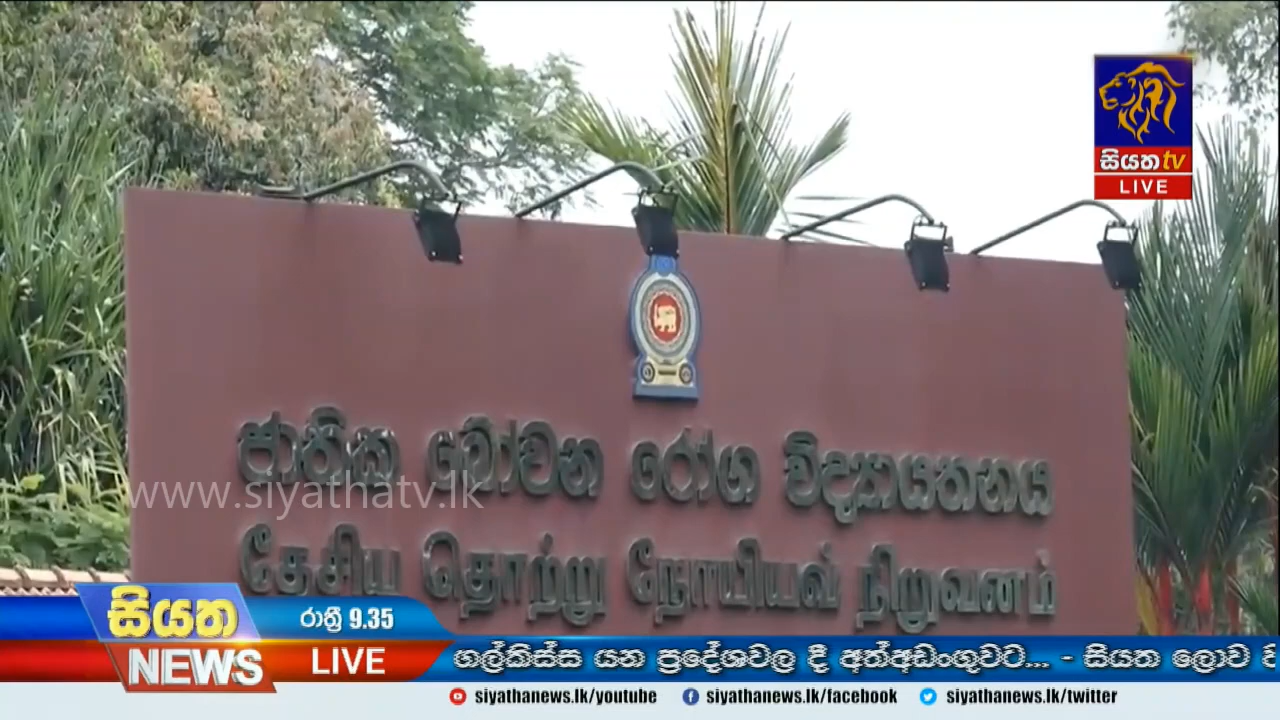 සියත tv
LIVE
ජාතික බෝවන රෝග විද්‍යායතනය
www.siyathatv.lk
தேசிய தொற்று நோயியல் நிறுவனம்
සියත
NEWS
රාත්‍රී 9.35
LIVE
ගල්කිස්ස යන ප්‍රදේශවල දී අත්අඩංගුවට... - සියත ලොව
siyathanews.lk/youtube siyathanews.lk/facebook siyathanews.lk/twitter